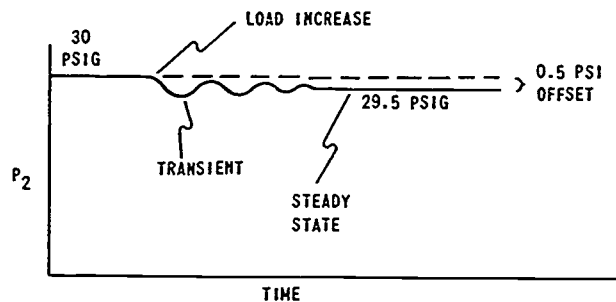 30
PSIG
LOAD INCREASE
0.5 PSI
OFFSET
29.5 PSIG
TRANSIENT
P2
STEADY
STATE
TIME